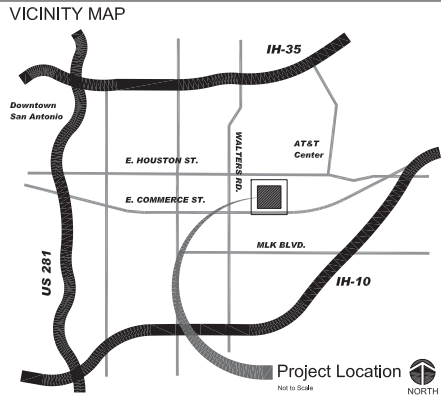 VICINITY MAP
IH-35
Downtown
San Antonio
WALTERS RD.
AT&T
Center
E. HOUSTON ST.
E. COMMERCE ST.
MLK BLVD.
US 281
IH-10
Project Location
Not to Scale
NORTH